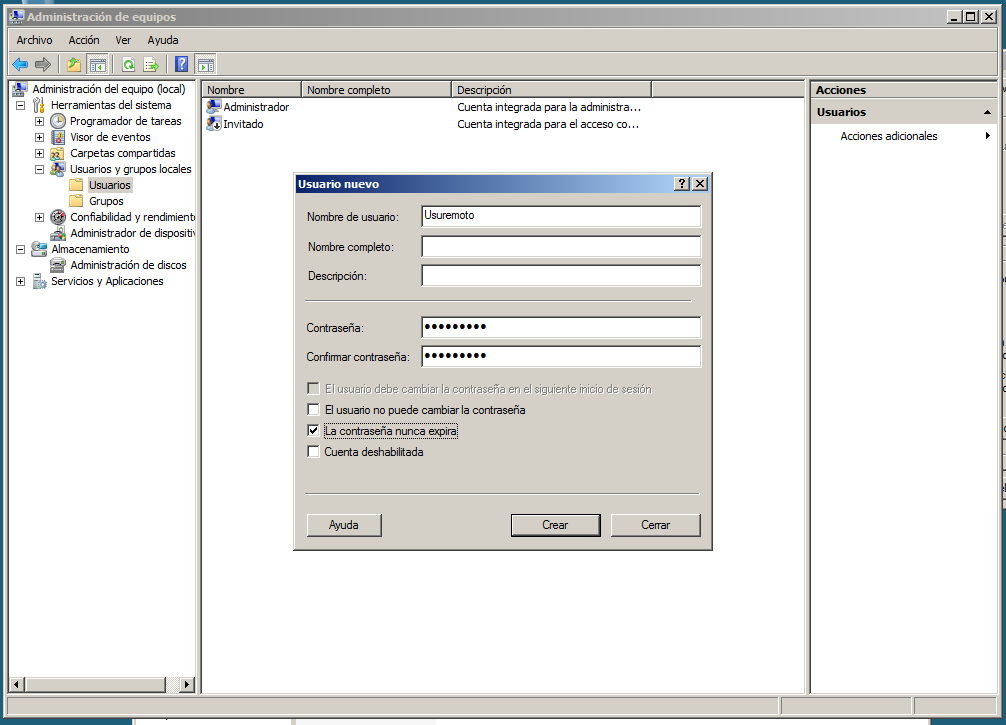 Administración de equipos
Archivo Acción Ver Ayuda
Administración del equipo (local)
Herramientas del sistema
Programador de tareas
Visor de eventos
Carpetas compartidas
Usuarios y grupos locales
Usuarios
Grupos
Confiabilidad y rendimient
Administrador de dispositi
Almacenamiento
Administración de discos
Servicios y Aplicaciones
Nombre Nombre completo Descripción
Administrador Cuenta integrada para la administra...
Invitado Cuenta integrada para el acceso co...
Acciones
Usuarios
Acciones adicionales
Usuario nuevo
Nombre de usuario: Usuremoto
Nombre completo:
Descripción:
Contraseña: •••••••••
Confirmar contraseña: •••••••••
El usuario debe cambiar la contraseña en el siguiente inicio de sesión
El usuario no puede cambiar la contraseña
La contraseña nunca expira
Cuenta deshabilitada
Ayuda Crear Cerrar